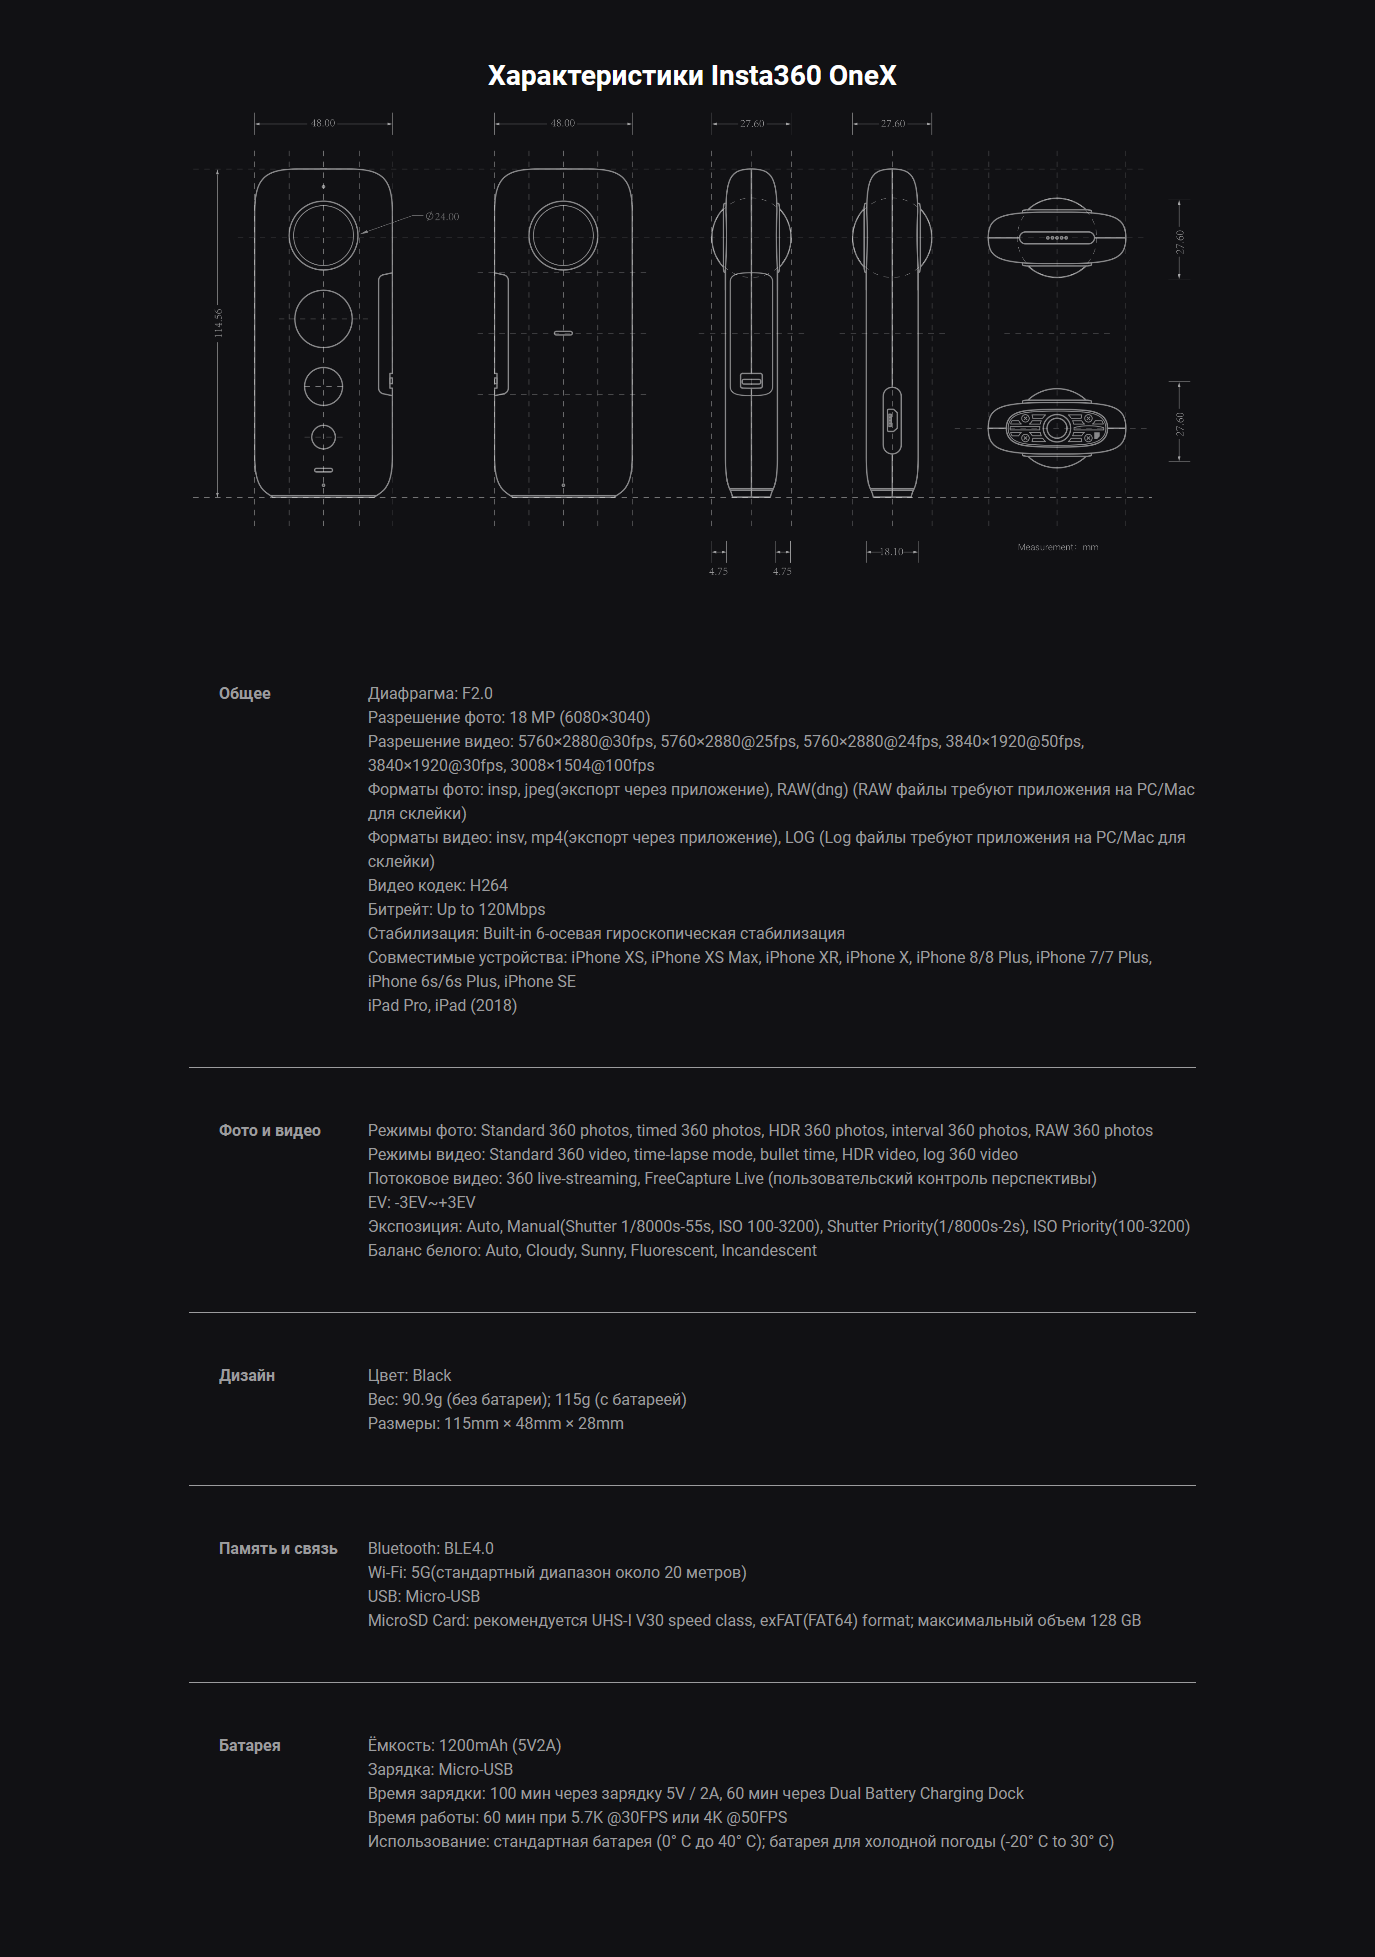 Характеристики Insta360 OneX
48.00
48.00
27.60
27.60
Ø24.00
27.60
114.56
27.60
18.10
Measurement: mm
4.75
4.75
Общее
Диафрагма: F2.0
Разрешение фото: 18 MP (6080×3040)
Разрешение видео: 5760×2880@30fps, 5760×2880@25fps, 5760×2880@24fps, 3840×1920@50fps,
3840×1920@30fps, 3008×1504@100fps
Форматы фото: insp, jpeg(экспорт через приложение), RAW(dng) (RAW файлы требуют приложения на PC/Mac
для склейки)
Форматы видео: insv, mp4(экспорт через приложение), LOG (Log файлы требуют приложения на PC/Mac для
склейки)
Видео кодек: H264
Битрейт: Up to 120Mbps
Стабилизация: Built-in 6-осевая гироскопическая стабилизация
Совместимые устройства: iPhone XS, iPhone XS Max, iPhone XR, iPhone X, iPhone 8/8 Plus, iPhone 7/7 Plus,
iPhone 6s/6s Plus, iPhone SE
iPad Pro, iPad (2018)
Фото и видео
Режимы фото: Standard 360 photos, timed 360 photos, HDR 360 photos, interval 360 photos, RAW 360 photos
Режимы видео: Standard 360 video, time-lapse mode, bullet time, HDR video, log 360 video
Потоковое видео: 360 live-streaming, FreeCapture Live (пользовательский контроль перспективы)
EV: -3EV~+3EV
Экспозиция: Auto, Manual(Shutter 1/8000s-55s, ISO 100-3200), Shutter Priority(1/8000s-2s), ISO Priority(100-3200)
Баланс белого: Auto, Cloudy, Sunny, Fluorescent, Incandescent
Дизайн
Цвет: Black
Вес: 90.9g (без батареи); 115g (с батареей)
Размеры: 115mm × 48mm × 28mm
Память и связь
Bluetooth: BLE4.0
Wi-Fi: 5G(стандартный диапазон около 20 метров)
USB: Micro-USB
MicroSD Card: рекомендуется UHS-I V30 speed class, exFAT(FAT64) format; максимальный объем 128 GB
Батарея
Ёмкость: 1200mAh (5V2A)
Зарядка: Micro-USB
Время зарядки: 100 мин через зарядку 5V / 2A, 60 мин через Dual Battery Charging Dock
Время работы: 60 мин при 5.7K @30FPS или 4K @50FPS
Использование: стандартная батарея (0° C до 40° C); батарея для холодной погоды (-20° C to 30° C)